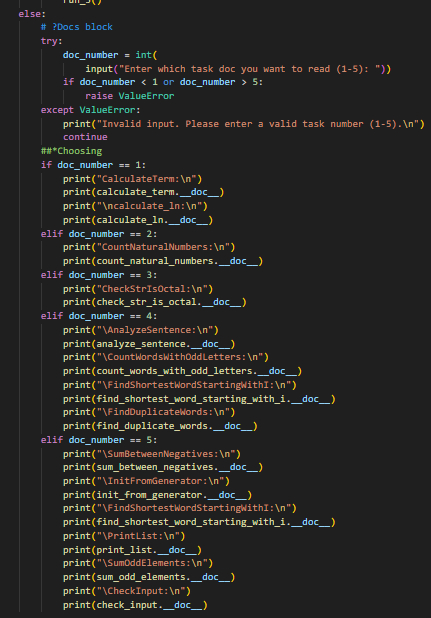 run_5()
else:
# ?Docs block
try:
doc_number = int(
input("Enter which task doc you want to read (1-5): "))
if doc_number < 1 or doc_number > 5:
raise ValueError
except ValueError:
print("Invalid input. Please enter a valid task number (1-5).\n")
continue
##*Choosing
if doc_number == 1:
print("CalculateTerm:\n")
print(calculate_term.__doc__)
print("\ncalculate_ln:\n")
print(calculate_ln.__doc__)
elif doc_number == 2:
print("CountNaturalNumbers:\n")
print(count_natural_numbers.__doc__)
elif doc_number == 3:
print("CheckStrIsOctal:\n")
print(check_str_is_octal.__doc__)
elif doc_number == 4:
print("\AnalyzeSentence:\n")
print(analyze_sentence.__doc__)
print("\CountWordsWithOddLetters:\n")
print(count_words_with_odd_letters.__doc__)
print("\FindShortestWordStartingWithI:\n")
print(find_shortest_word_starting_with_i.__doc__)
print("\FindDuplicateWords:\n")
print(find_duplicate_words.__doc__)
elif doc_number == 5:
print("\SumBetweenNegatives:\n")
print(sum_between_negatives.__doc__)
print("\InitFromGenerator:\n")
print(init_from_generator.__doc__)
print("\FindShortestWordStartingWithI:\n")
print(find_shortest_word_starting_with_i.__doc__)
print("\PrintList:\n")
print(print_list.__doc__)
print("\SumOddElements:\n")
print(sum_odd_elements.__doc__)
print("\CheckInput:\n")
print(check_input.__doc__)